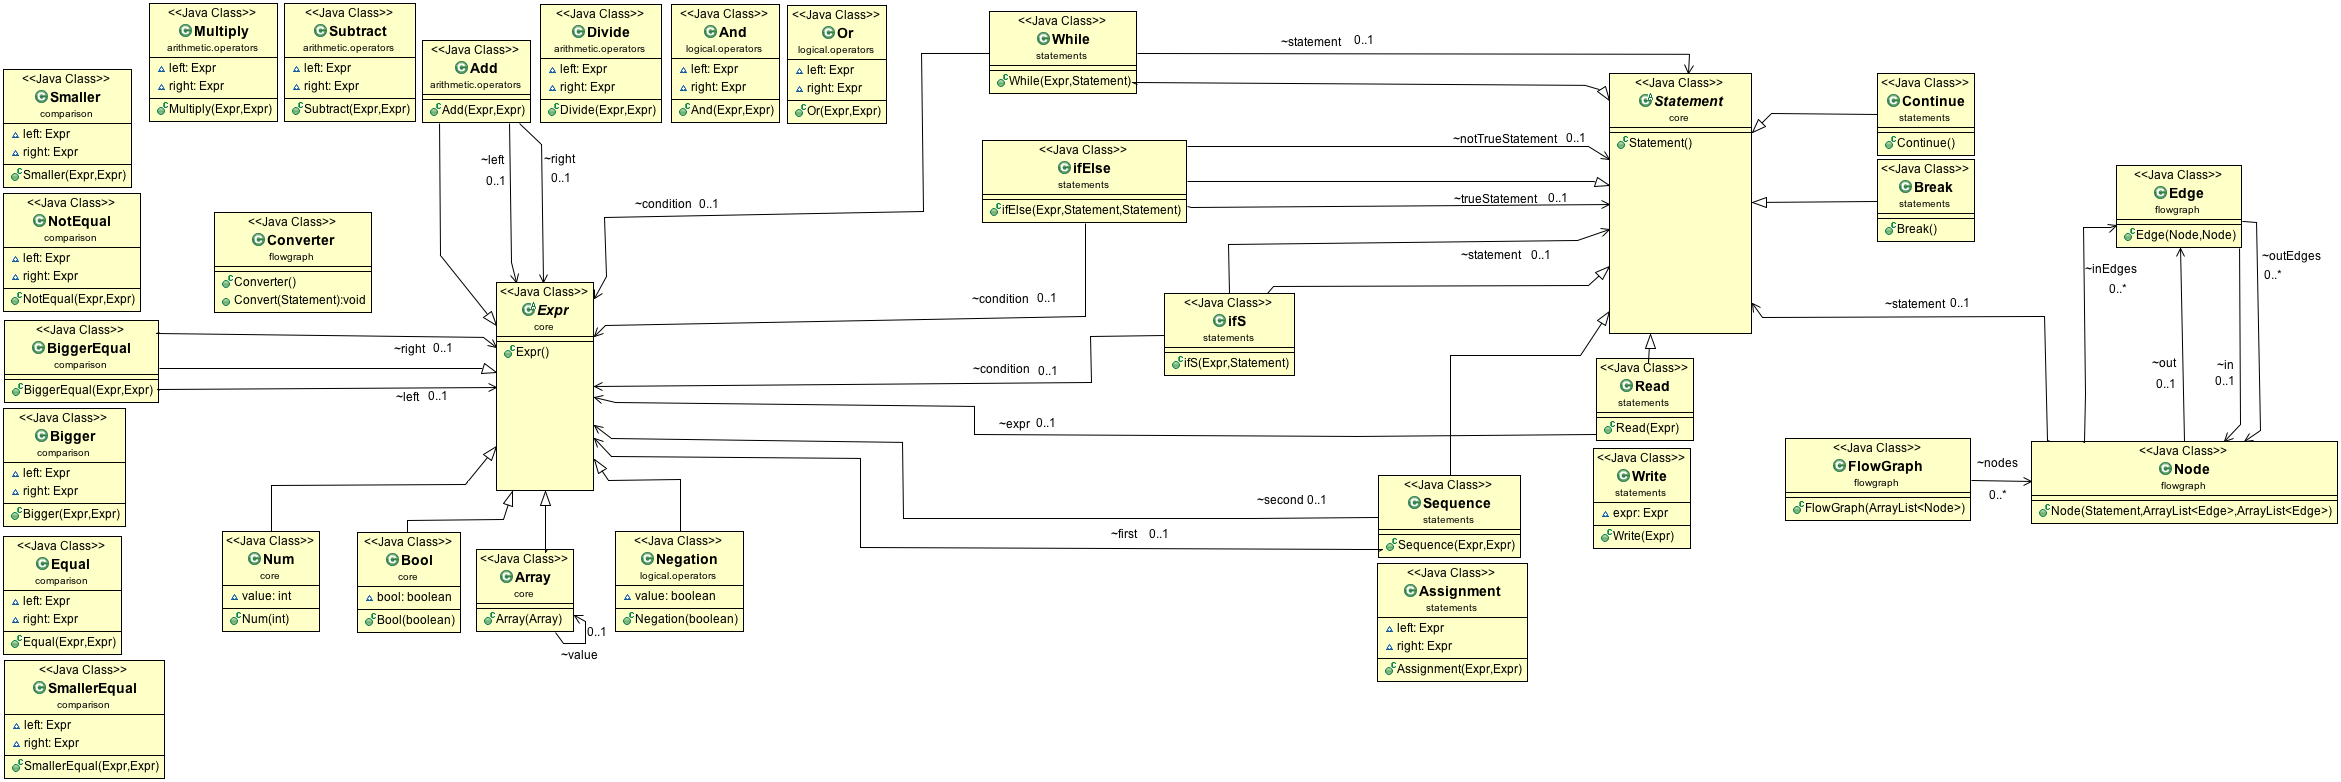 <<Java Class>>
Multiply
arithmetic.operators
left: Expr
right: Expr
Multiply(Expr,Expr)
<<Java Class>>
Subtract
arithmetic.operators
left: Expr
right: Expr
Subtract(Expr,Expr)
<<Java Class>>
Add
arithmetic.operators
Add(Expr,Expr)
<<Java Class>>
Divide
arithmetic.operators
left: Expr
right: Expr
Divide(Expr,Expr)
<<Java Class>>
And
logical.operators
left: Expr
right: Expr
And(Expr,Expr)
<<Java Class>>
Or
logical.operators
left: Expr
right: Expr
Or(Expr,Expr)
<<Java Class>>
While
statements
While(Expr,Statement)
~statement 0..1
<<Java Class>>
Smaller
comparison
left: Expr
right: Expr
Smaller(Expr,Expr)
<<Java Class>>
Statement
core
Statement()
<<Java Class>>
Continue
statements
Continue()
<<Java Class>>
ifElse
statements
ifElse(Expr,Statement,Statement)
~notTrueStatement 0..1
~trueStatement 0..1
~left
0..1
~right
0..1
<<Java Class>>
Break
statements
Break()
<<Java Class>>
Edge
flowgraph
Edge(Node,Node)
<<Java Class>>
NotEqual
comparison
left: Expr
right: Expr
NotEqual(Expr,Expr)
<<Java Class>>
Converter
flowgraph
Converter()
Convert(Statement):void
~condition 0..1
~statement 0..1
~inEdges
0..*
~outEdges
0..*
<<Java Class>>
Expr
core
Expr()
~condition 0..1
<<Java Class>>
ifS
statements
ifS(Expr,Statement)
~statement 0..1
<<Java Class>>
BiggerEqual
comparison
BiggerEqual(Expr,Expr)
~right 0..1
~left 0..1
~condition 0..1
<<Java Class>>
Read
statements
Read(Expr)
~out
0..1
~in
0..1
<<Java Class>>
Bigger
comparison
left: Expr
right: Expr
Bigger(Expr,Expr)
~expr 0..1
<<Java Class>>
FlowGraph
flowgraph
FlowGraph(ArrayList<Node>)
~nodes
0..*
<<Java Class>>
Node
flowgraph
Node(Statement,ArrayList<Edge>,ArrayList<Edge>)
<<Java Class>>
Write
statements
expr: Expr
Write(Expr)
~second 0..1
~first 0..1
<<Java Class>>
Sequence
statements
Sequence(Expr,Expr)
<<Java Class>>
Equal
comparison
left: Expr
right: Expr
Equal(Expr,Expr)
<<Java Class>>
Num
core
value: int
Num(int)
<<Java Class>>
Bool
core
bool: boolean
Bool(boolean)
<<Java Class>>
Array
core
Array(Array)
0..1
~value
<<Java Class>>
Negation
logical.operators
value: boolean
Negation(boolean)
<<Java Class>>
Assignment
statements
left: Expr
right: Expr
Assignment(Expr,Expr)
<<Java Class>>
SmallerEqual
comparison
left: Expr
right: Expr
SmallerEqual(Expr,Expr)